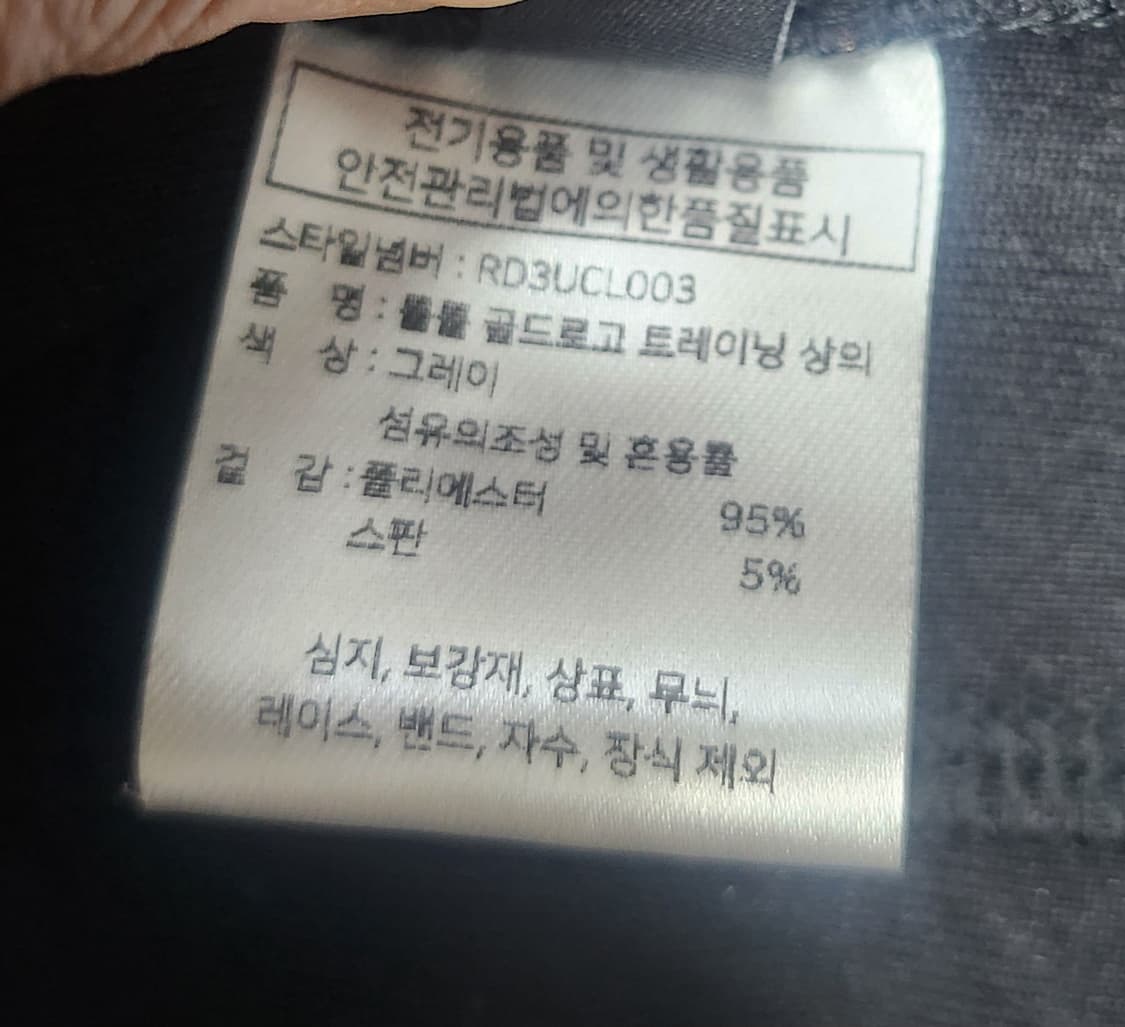 전기용품 및 생활용품
안전관리법에의한품질표시
스타일넘버 : RD3UCL003
품 명 : 골드로고 트레이닝 상의
색 상 : 그레이
섬유의조성 및 혼용률
겉 감 : 폴리에스터 95%
스판 5%
심지, 보강재, 상표, 무늬,
레이스, 밴드, 자수, 장식 제외